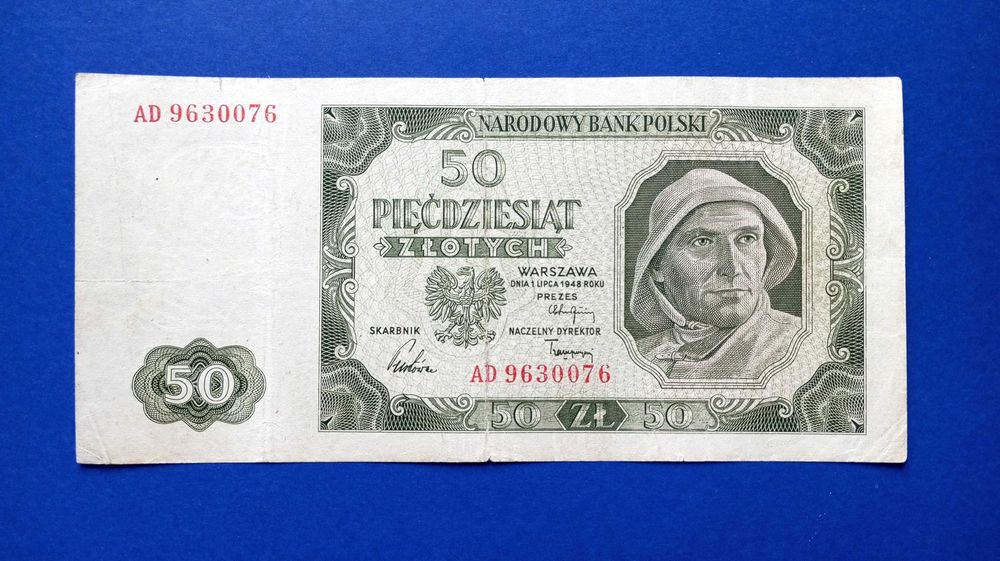 AD 9630076
NARODOWY BANK POLSKI
50
PIĘĆDZIESIĄT
ZŁOTYCH
WARSZAWA
DNIA 1 LIPCA 1948 ROKU
PREZES
SKARBNIK
NACZELNY DYREKTOR
AD 9630076
50
50 ZŁ 50